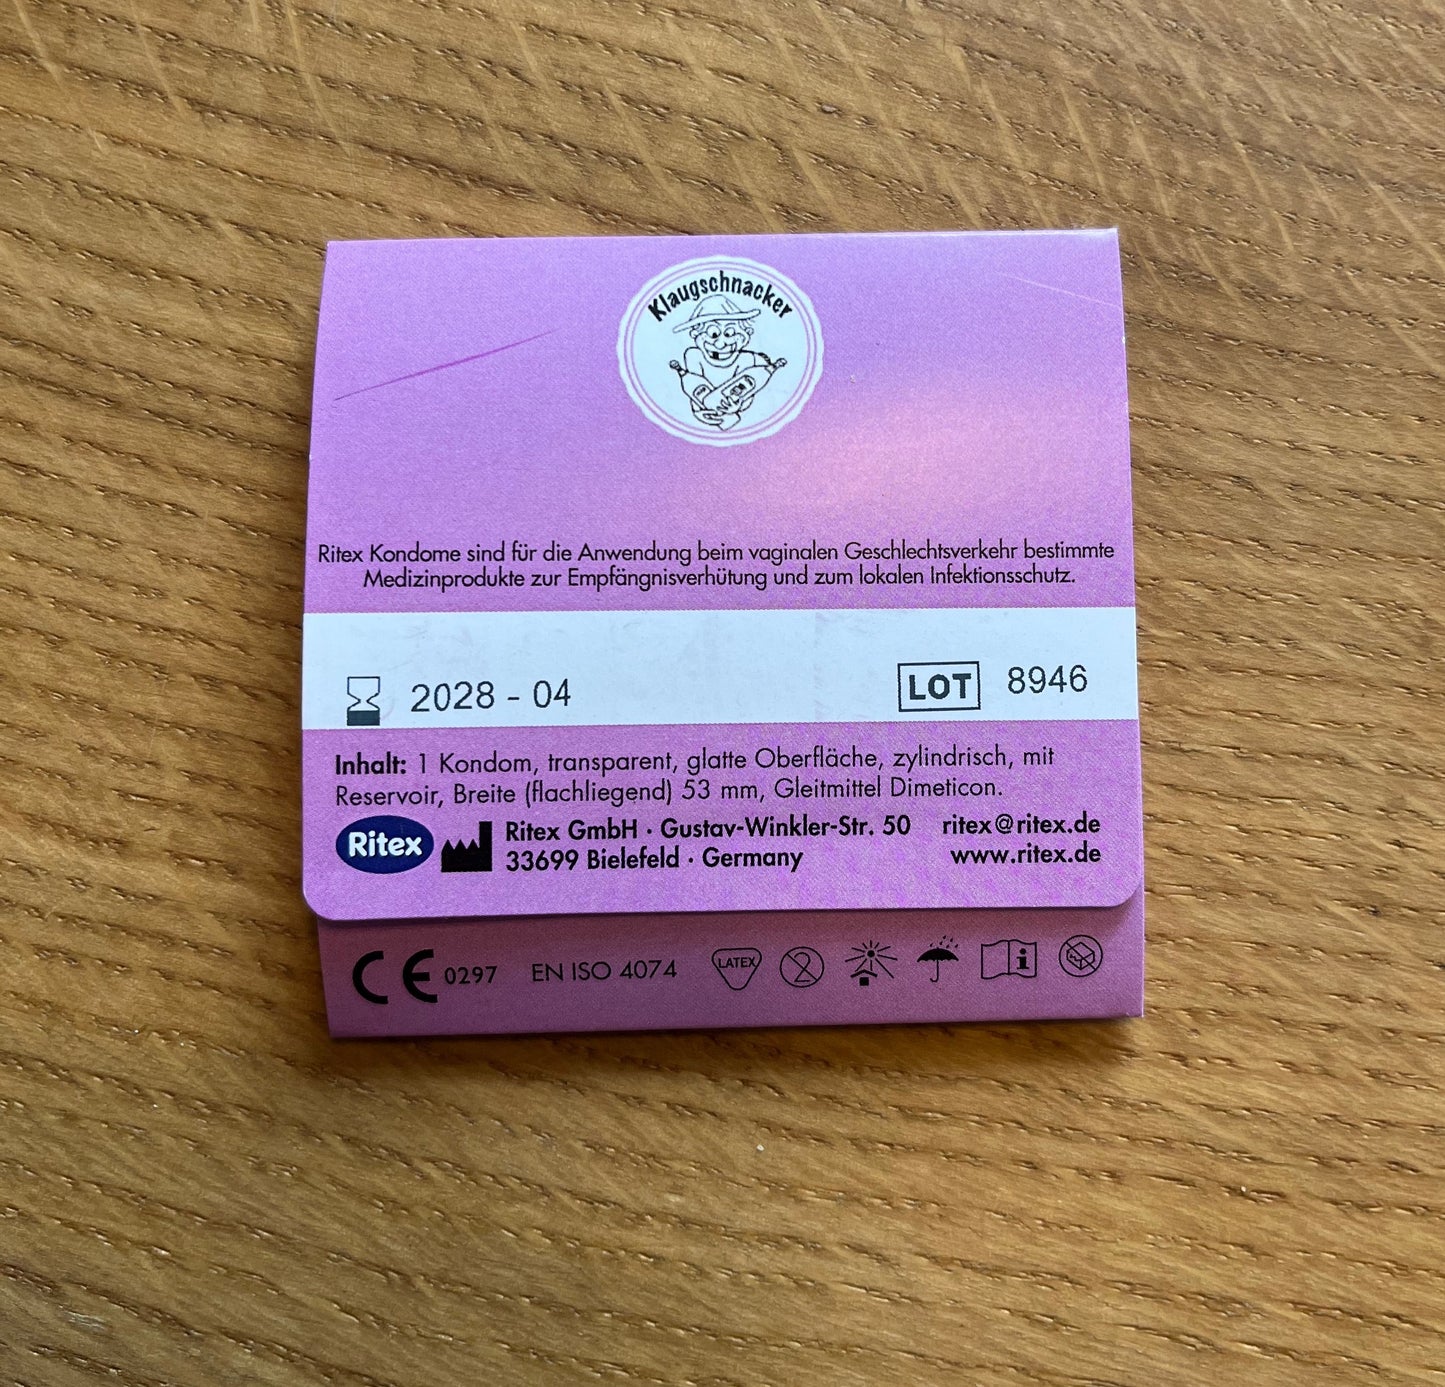 Klaugschnacker
Ritex Kondome sind für die Anwendung beim vaginalen Geschlechtsverkehr bestimmte
Medizinprodukte zur Empfängnisverhütung und zum lokalen Infektionsschutz.
2028 - 04 LOT 8946
Inhalt: 1 Kondom, transparent, glatte Oberfläche, zylindrisch, mit
Reservoir, Breite (flachliegend) 53 mm, Gleitmittel Dimeticon.
Ritex Ritex GmbH · Gustav-Winkler-Str. 50 ritex@ritex.de
33699 Bielefeld · Germany www.ritex.de
CE 0297 EN ISO 4074 LATEX 2 i